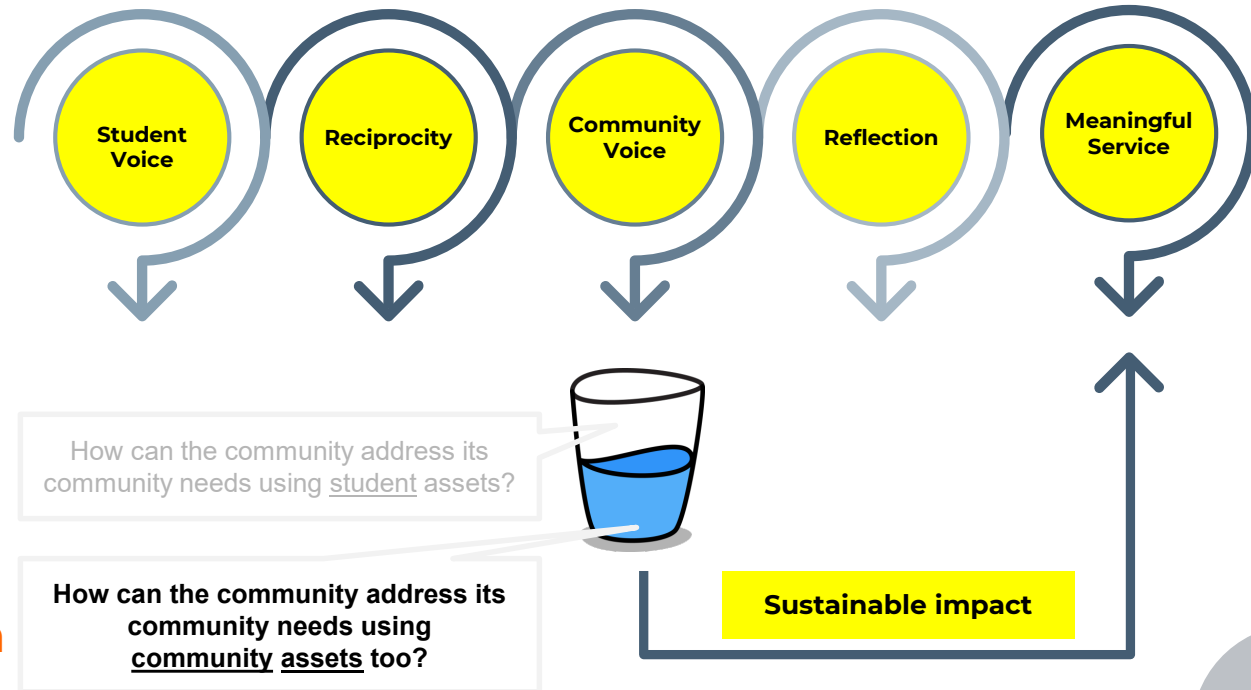 Student
Voice
Reciprocity
Community
Voice
Reflection
Meaningful
Service
How can the community address its
community needs using student assets?
How can the community address its
community needs using
community assets too?
Sustainable impact